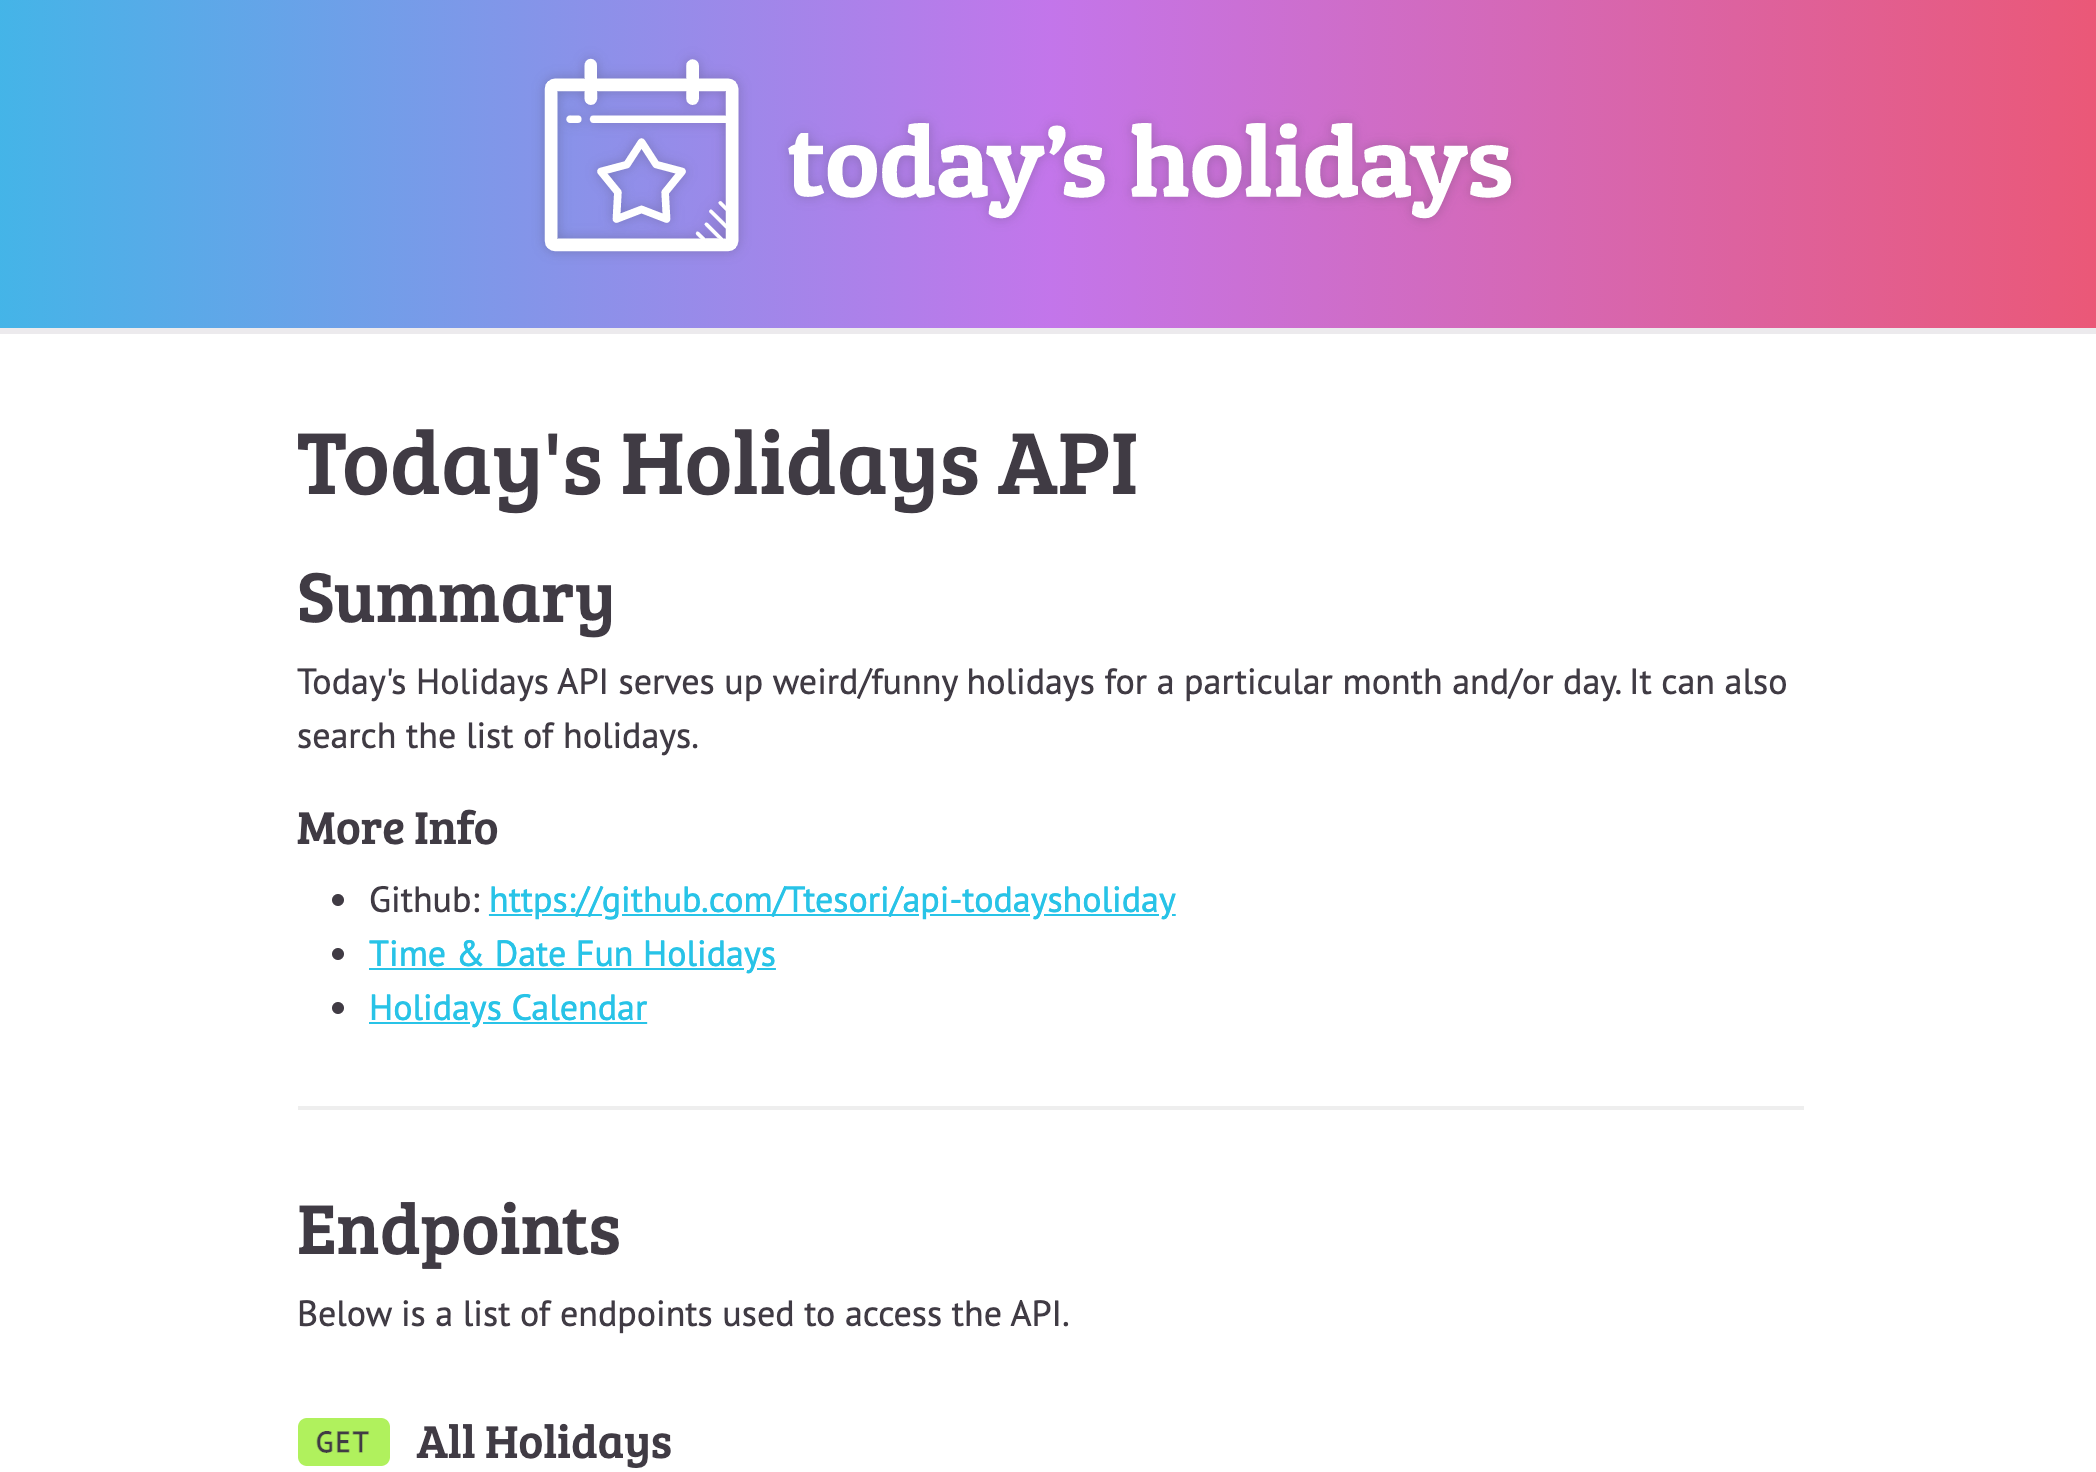 today’s holidays
Today's Holidays API
Summary
Today's Holidays API serves up weird/funny holidays for a particular month and/or day. It can also
search the list of holidays.
More Info
Github: https://github.com/Ttesori/api-todaysholiday
Time & Date Fun Holidays
Holidays Calendar
Endpoints
Below is a list of endpoints used to access the API.
GET All Holidays